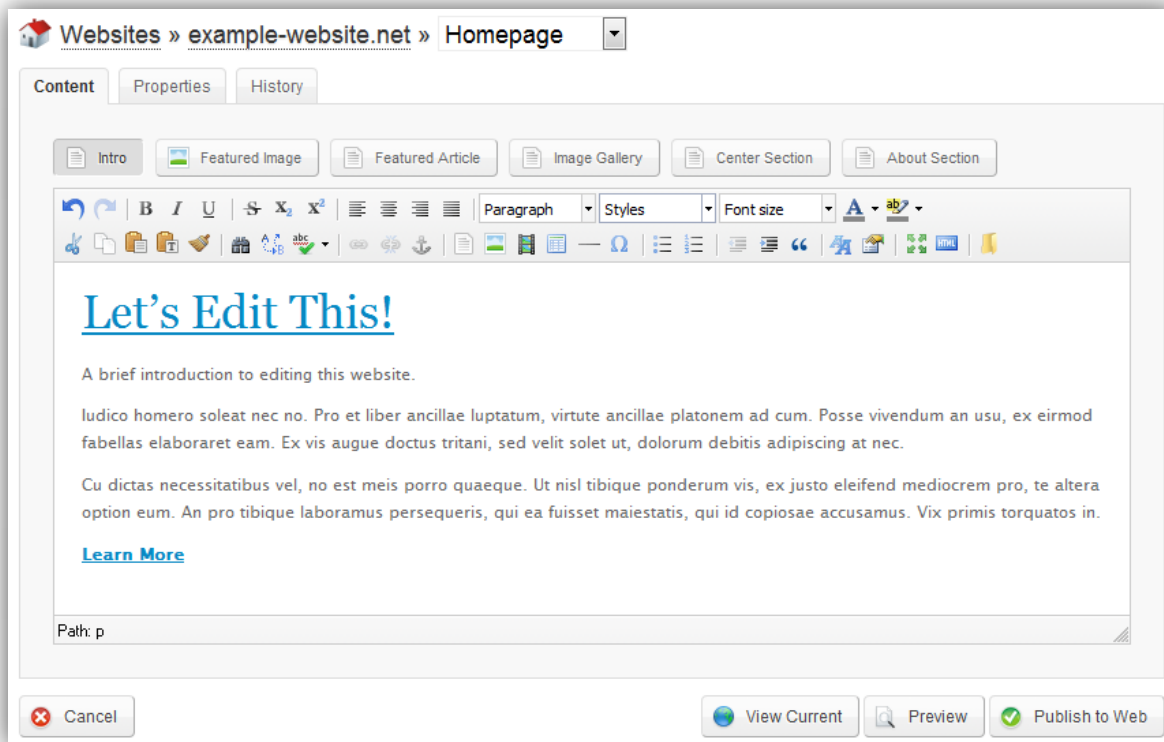 Websites » example-website.net » Homepage
Content Properties History
Intro Featured Image Featured Article Image Gallery Center Section About Section
B I U S X₂ X² Paragraph Styles Font size A ab
A B abc Ω HTML
Let’s Edit This!
A brief introduction to editing this website.
Iudico homero soleat nec no. Pro et liber ancillae luptatum, virtute ancillae platonem ad cum. Posse vivendum an usu, ex eirmod
fabellas elaboraret eam. Ex vis augue doctus tritani, sed velit solet ut, dolorum debitis adipiscing at nec.
Cu dictas necessitatibus vel, no est meis porro quaeque. Ut nisl tibique ponderum vis, ex justo eleifend mediocrem pro, te altera
option eum. An pro tibique laboramus persequeris, qui ea fuisset maiestatis, qui id copiosae accusamus. Vix primis torquatos in.
Learn More
Path: p
Cancel View Current Preview Publish to Web